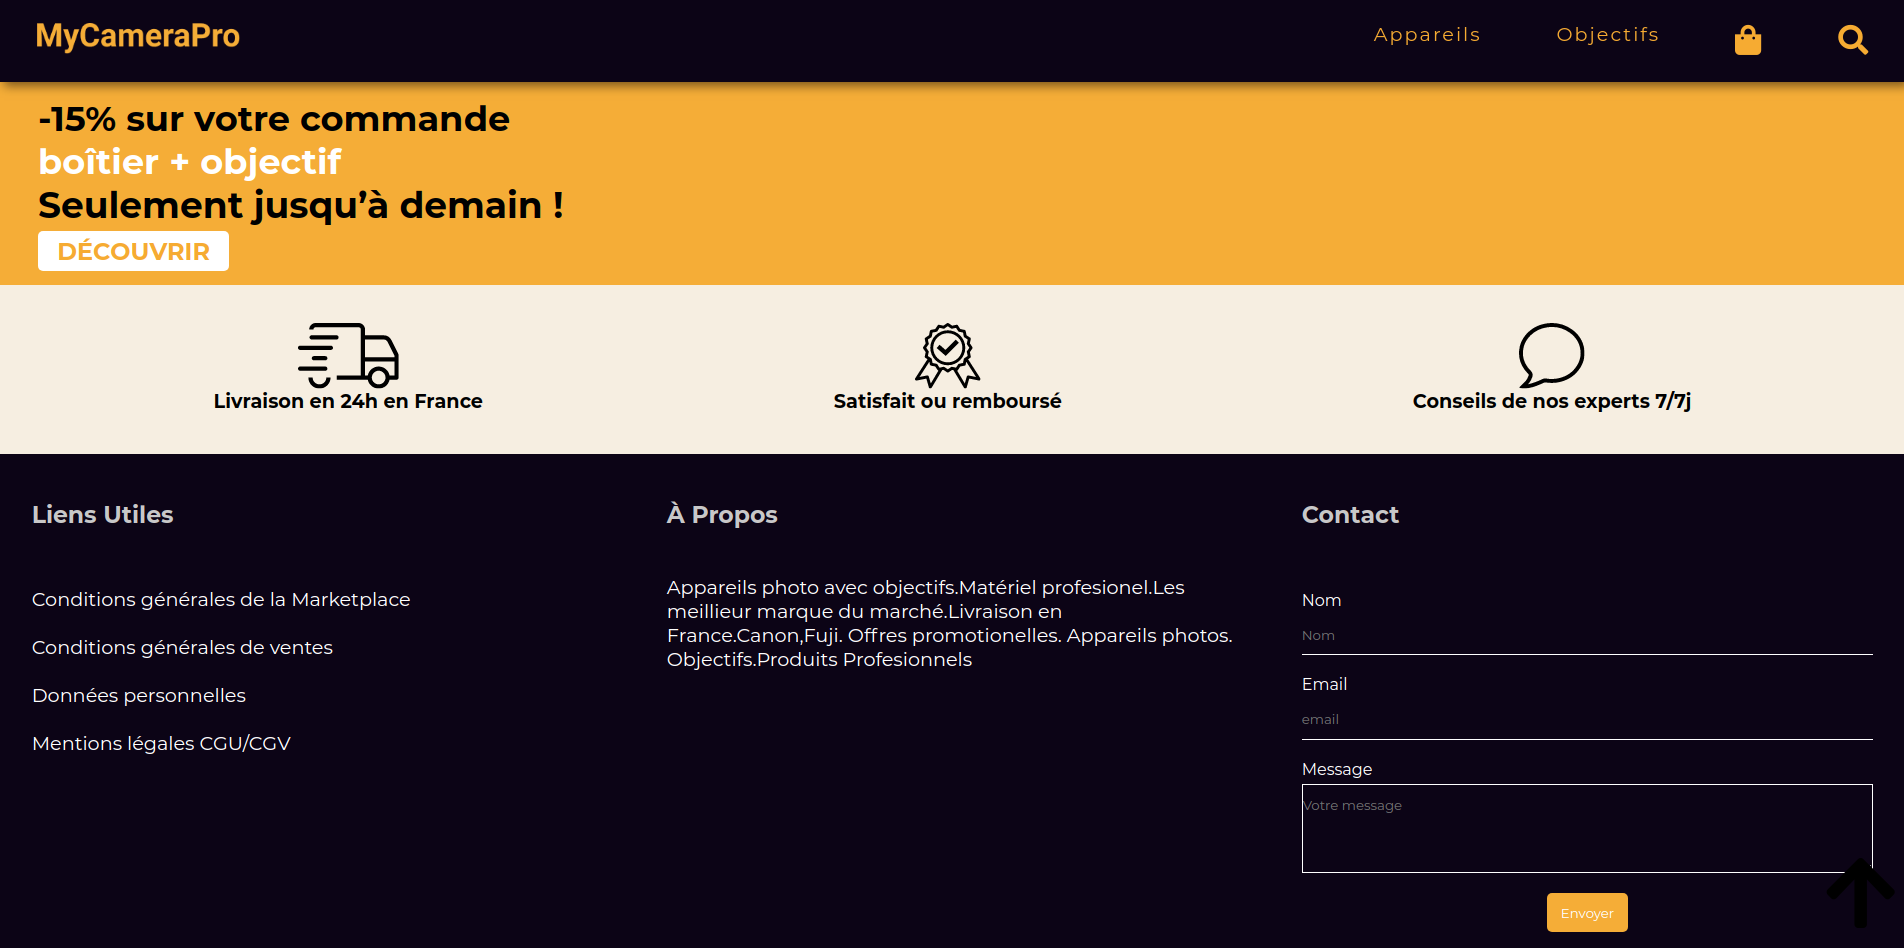 MyCameraPro
Appareils
Objectifs
-15% sur votre commande
boîtier + objectif
Seulement jusqu’à demain !
DÉCOUVRIR
Livraison en 24h en France
Satisfait ou remboursé
Conseils de nos experts 7/7j
Liens Utiles
Conditions générales de la Marketplace
Conditions générales de ventes
Données personnelles
Mentions légales CGU/CGV
À Propos
Appareils photo avec objectifs.Matériel profesionel.Les
meillieur marque du marché.Livraison en
France.Canon,Fuji. Offres promotionelles. Appareils photos.
Objectifs.Produits Profesionnels
Contact
Nom
Nom
Email
email
Message
Votre message
Envoyer